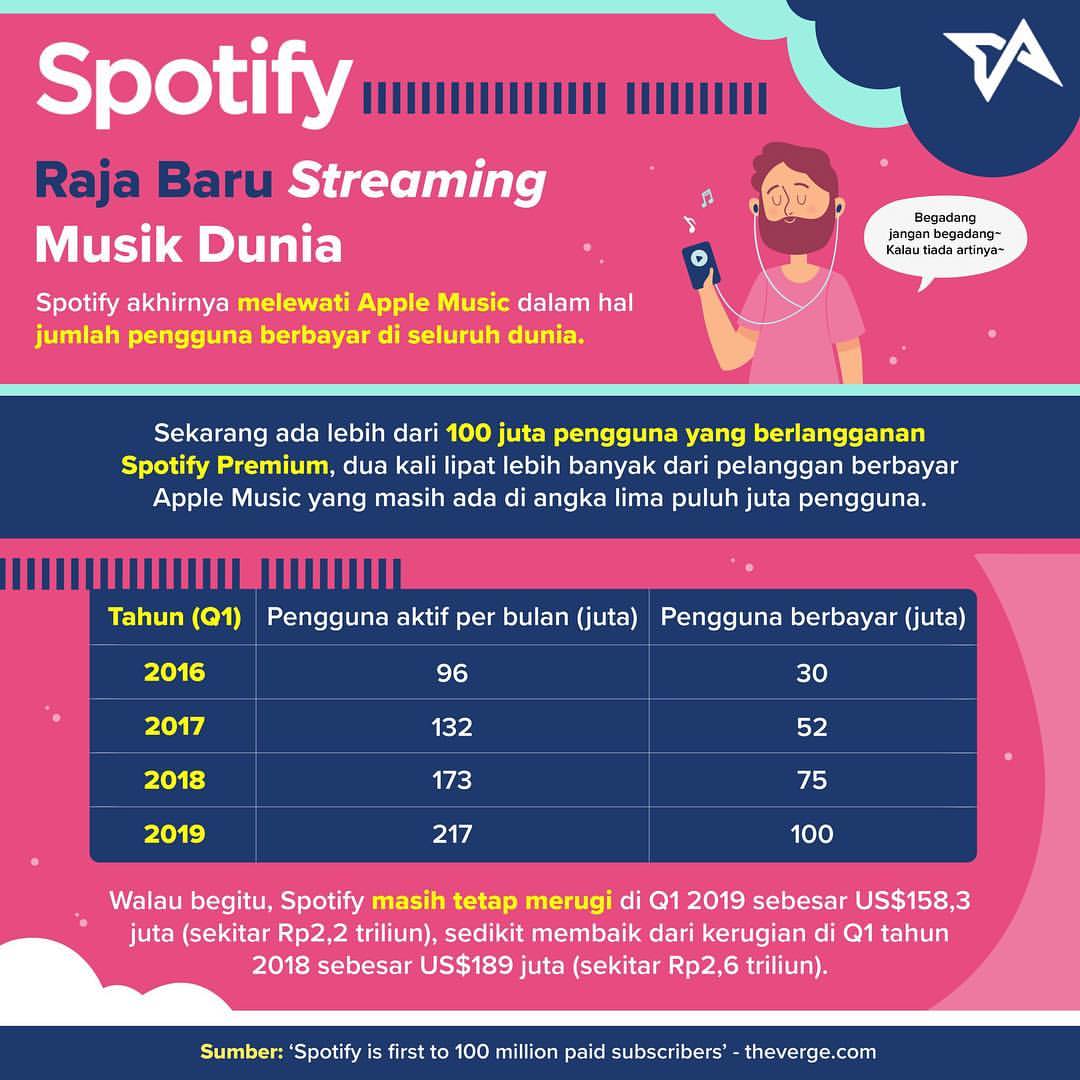 Spotify
Raja Baru Streaming
Musik Dunia
Spotify akhirnya melewati Apple Music dalam hal
jumlah pengguna berbayar di seluruh dunia.
Begadang
jangan begadang~
Kalau tiada artinya~
Sekarang ada lebih dari 100 juta pengguna yang berlangganan
Spotify Premium, dua kali lipat lebih banyak dari pelanggan berbayar
Apple Music yang masih ada di angka lima puluh juta pengguna.
Tahun (Q1) Pengguna aktif per bulan (juta) Pengguna berbayar (juta)
2016 96 30
2017 132 52
2018 173 75
2019 217 100
Walau begitu, Spotify masih tetap merugi di Q1 2019 sebesar US$158,3
juta (sekitar Rp2,2 triliun), sedikit membaik dari kerugian di Q1 tahun
2018 sebesar US$189 juta (sekitar Rp2,6 triliun).
Sumber: ‘Spotify is first to 100 million paid subscribers’ - theverge.com